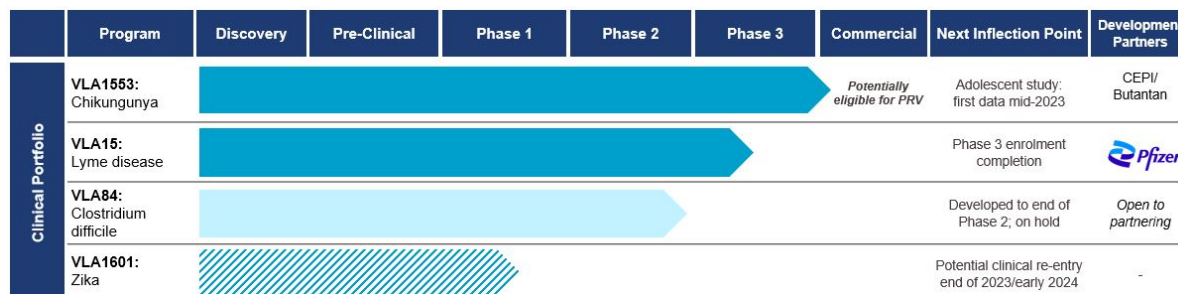 Program
Discovery
Pre-Clinical
Phase 1
Phase 2
Phase 3
Commercial
Next Inflection Point
Development
Partners
Clinical Portfolio
VLA1553:
Chikungunya
Potentially
eligible for PRV
Adolescent study:
first data mid-2023
CEPI/
Butantan
VLA15:
Lyme disease
Phase 3 enrolment
completion
Pfizer
VLA84:
Clostridium
difficile
Developed to end of
Phase 2; on hold
Open to
partnering
VLA1601:
Zika
Potential clinical re-entry
end of 2023/early 2024
-